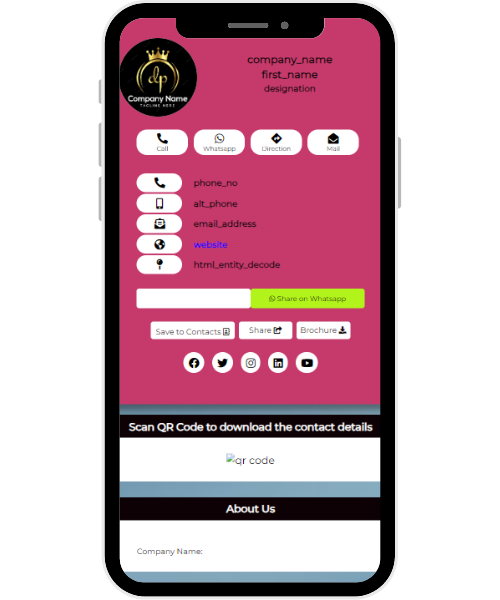 dp
Company Name
TAGLINE HERE
company_name
first_name
designation
Call
Whatsapp
Direction
Mail
phone_no
alt_phone
email_address
website
html_entity_decode
Share on Whatsapp
Save to Contacts
Share
Brochure
Scan QR Code to download the contact details
qr code
About Us
Company Name: